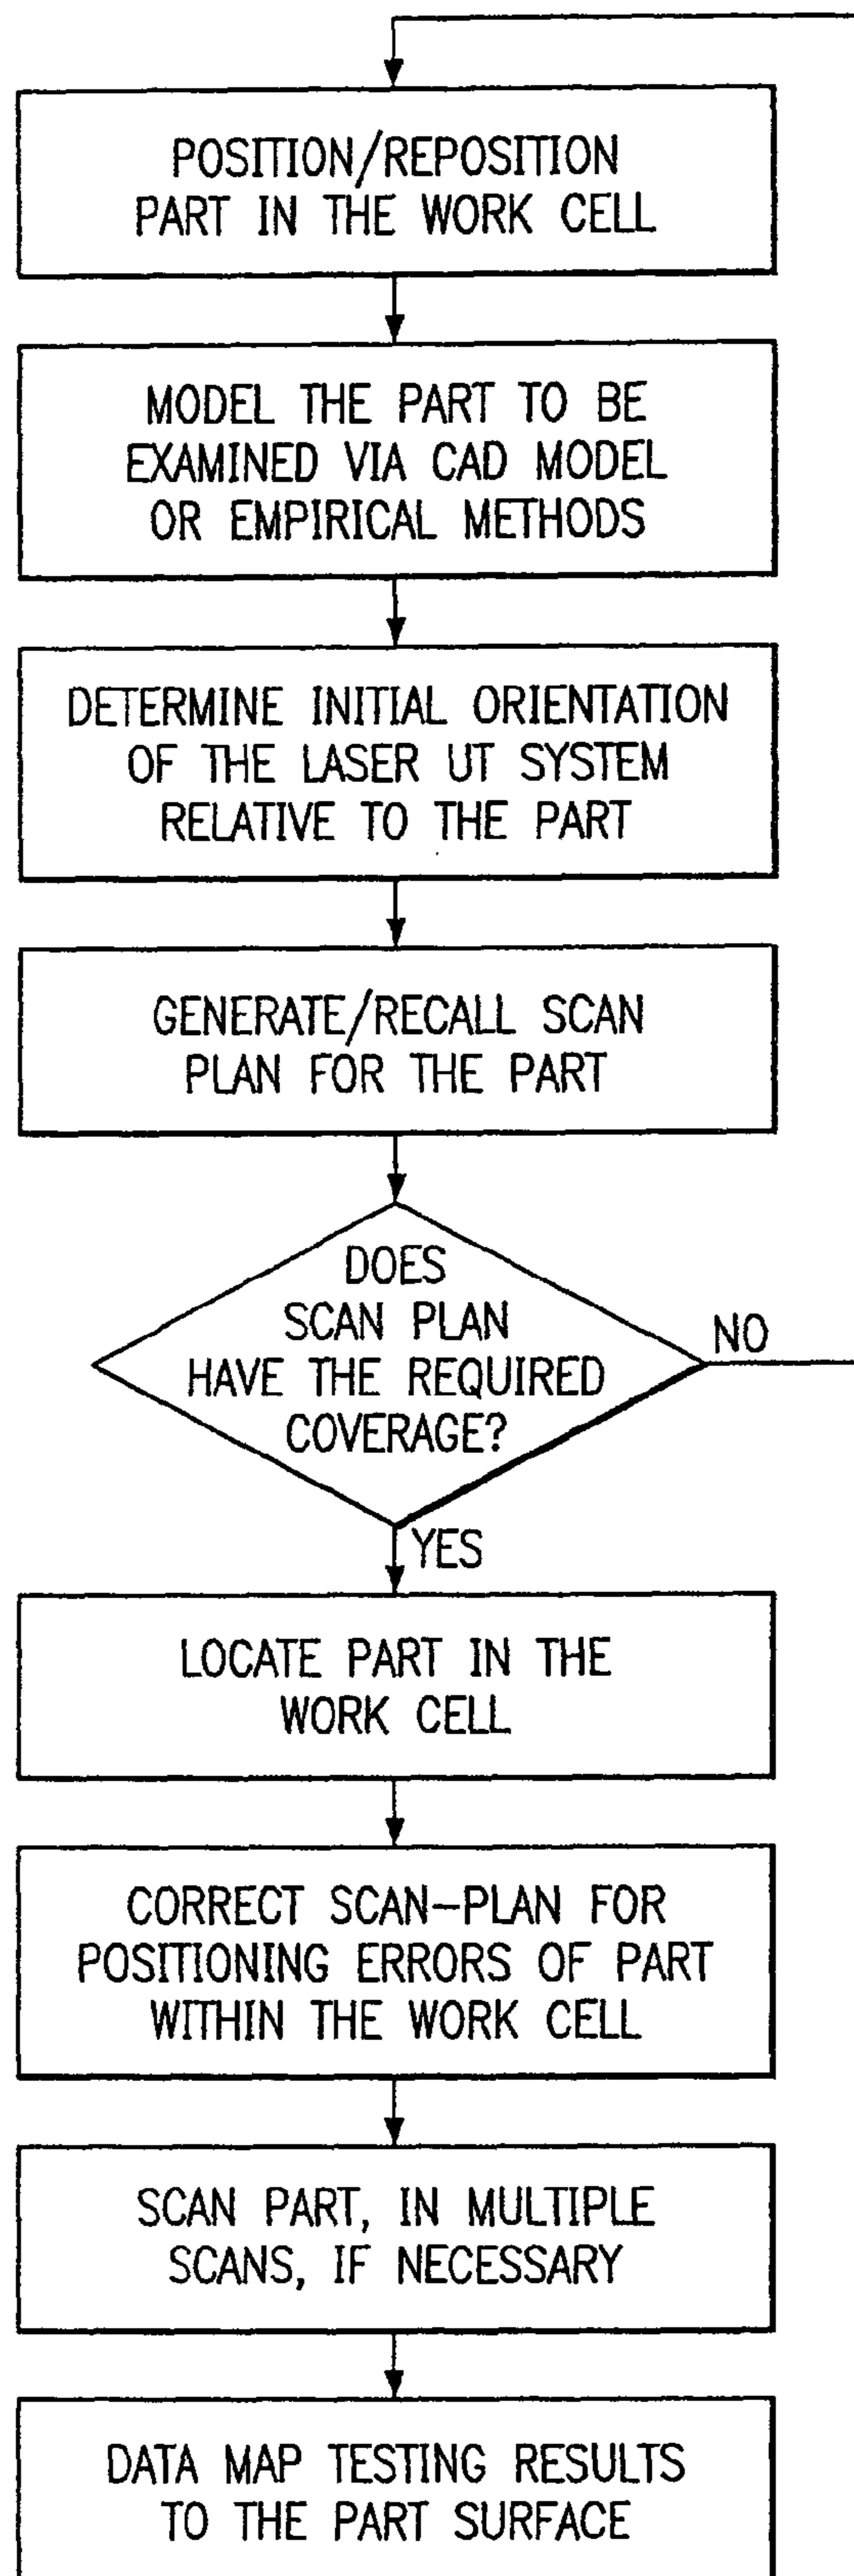 POSITION/REPOSITION
PART IN THE WORK CELL
MODEL THE PART TO BE
EXAMINED VIA CAD MODEL
OR EMPIRICAL METHODS
DETERMINE INITIAL ORIENTATION
OF THE LASER UT SYSTEM
RELATIVE TO THE PART
GENERATE/RECALL SCAN
PLAN FOR THE PART
DOES
SCAN PLAN
HAVE THE REQUIRED
COVERAGE?
NO
YES
LOCATE PART IN THE
WORK CELL
CORRECT SCAN-PLAN FOR
POSITIONING ERRORS OF PART
WITHIN THE WORK CELL
SCAN PART, IN MULTIPLE
SCANS, IF NECESSARY
DATA MAP TESTING RESULTS
TO THE PART SURFACE